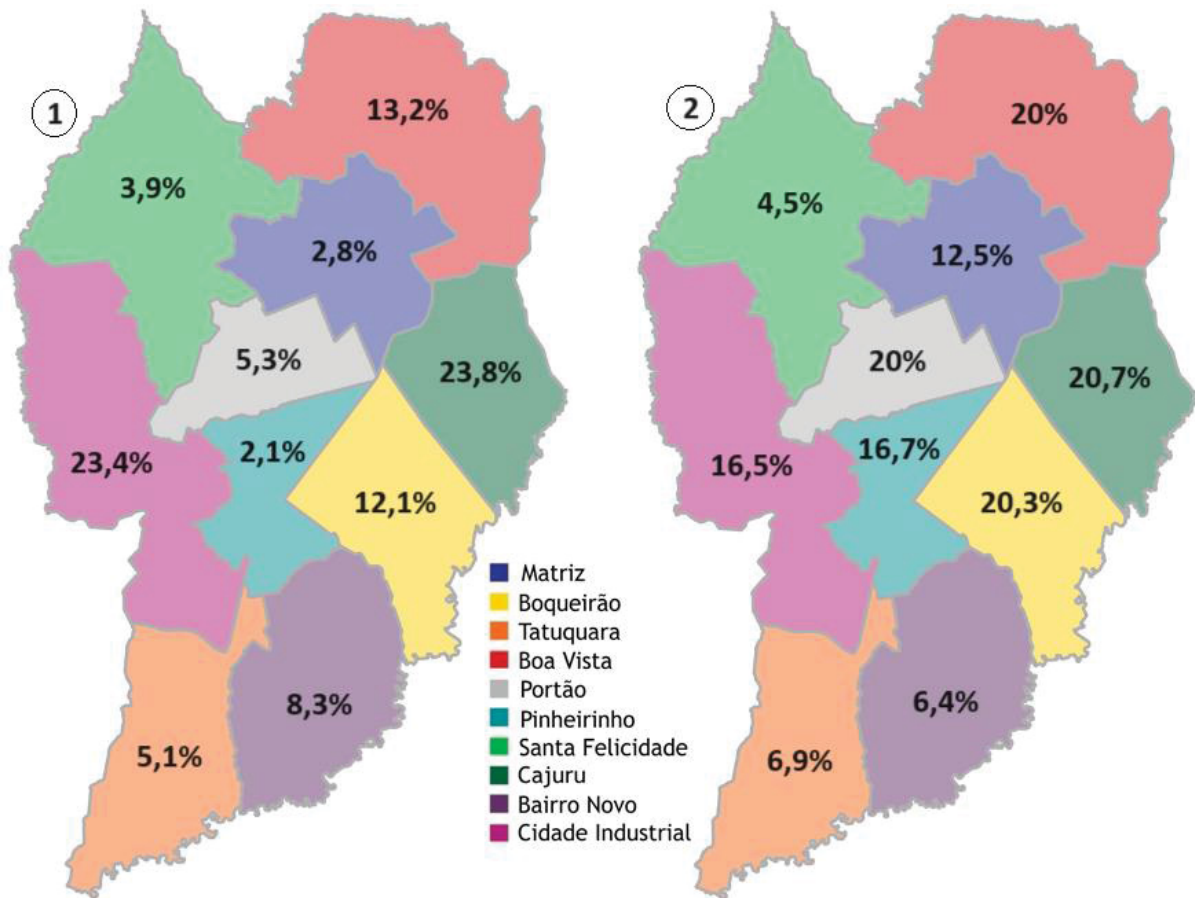 1
13,2%
3,9%
2,8%
5,3%
23,8%
2,1%
23,4%
12,1%
8,3%
5,1%
Matriz
Boqueirão
Tatuquara
Boa Vista
Portão
Pinheirinho
Santa Felicidade
Cajuru
Bairro Novo
Cidade Industrial
2
20%
4,5%
12,5%
20%
20,7%
16,7%
16,5%
20,3%
6,4%
6,9%